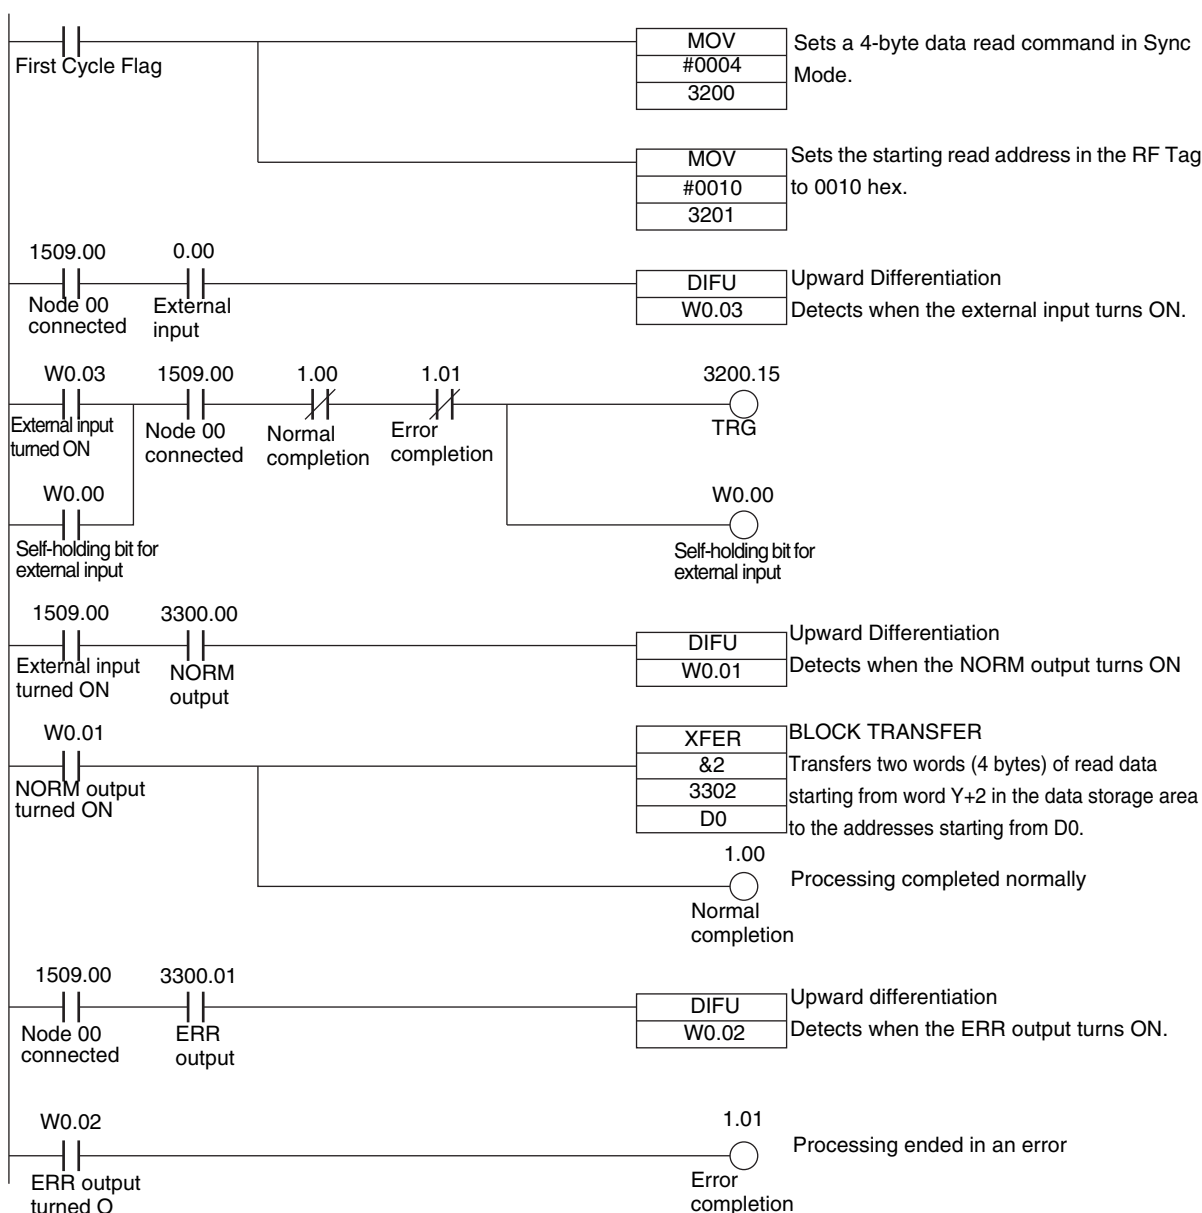 MOV
Sets a 4-byte data read command in Sync
First Cycle Flag
#0004
Mode.
3200
MOV
Sets the starting read address in the RF Tag
#0010
to 0010 hex.
3201
1509.00
0.00
DIFU
Upward Differentiation
Node 00
connected
External
input
W0.03
Detects when the external input turns ON.
W0.03
1509.00
1.00
1.01
3200.15
External input
turned ON
Node 00
connected
Normal
completion
Error
completion
TRG
W0.00
W0.00
Self-holding bit for
external input
Self-holding bit for
external input
1509.00
3300.00
DIFU
Upward Differentiation
External input
turned ON
NORM
output
W0.01
Detects when the NORM output turns ON
W0.01
XFER
BLOCK TRANSFER
NORM output
turned ON
&2
Transfers two words (4 bytes) of read data
3302
starting from word Y+2 in the data storage area
D0
to the addresses starting from D0.
1.00
Processing completed normally
Normal
completion
1509.00
3300.01
DIFU
Upward differentiation
Node 00
connected
ERR
output
W0.02
Detects when the ERR output turns ON.
W0.02
1.01
Processing ended in an error
ERR output
turned O
Error
completion